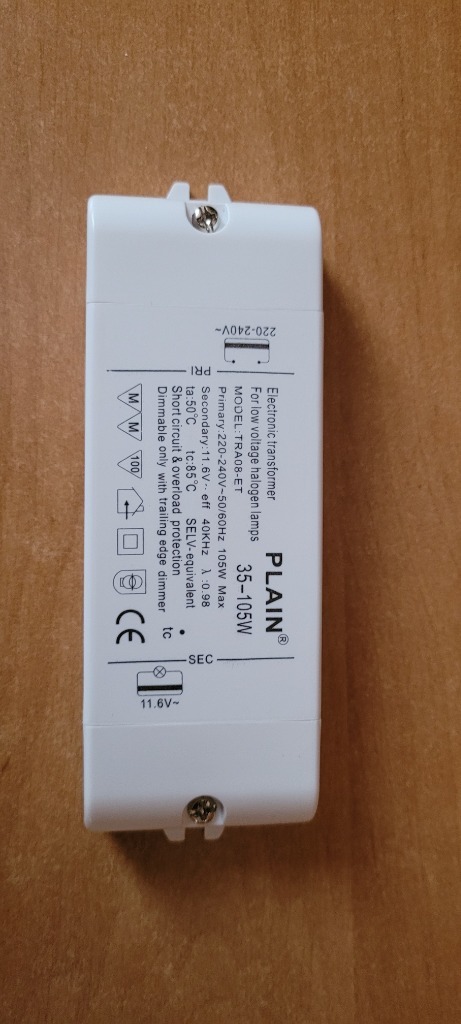 220-240V~
PRI
Electronic transformer
For low voltage halogen lamps
MODEL:TRA08-ET
Primary:220-240V~50/60Hz 105W Max
Secondary:11.6V~ eff 40KHz λ:0.98
ta:50°C tc:85°C SELV-equivalent
Short circuit & overload protection
Dimmable only with trailing edge dimmer
PLAIN®
35-105W
M M
100
CE
tc
SEC
11.6V~